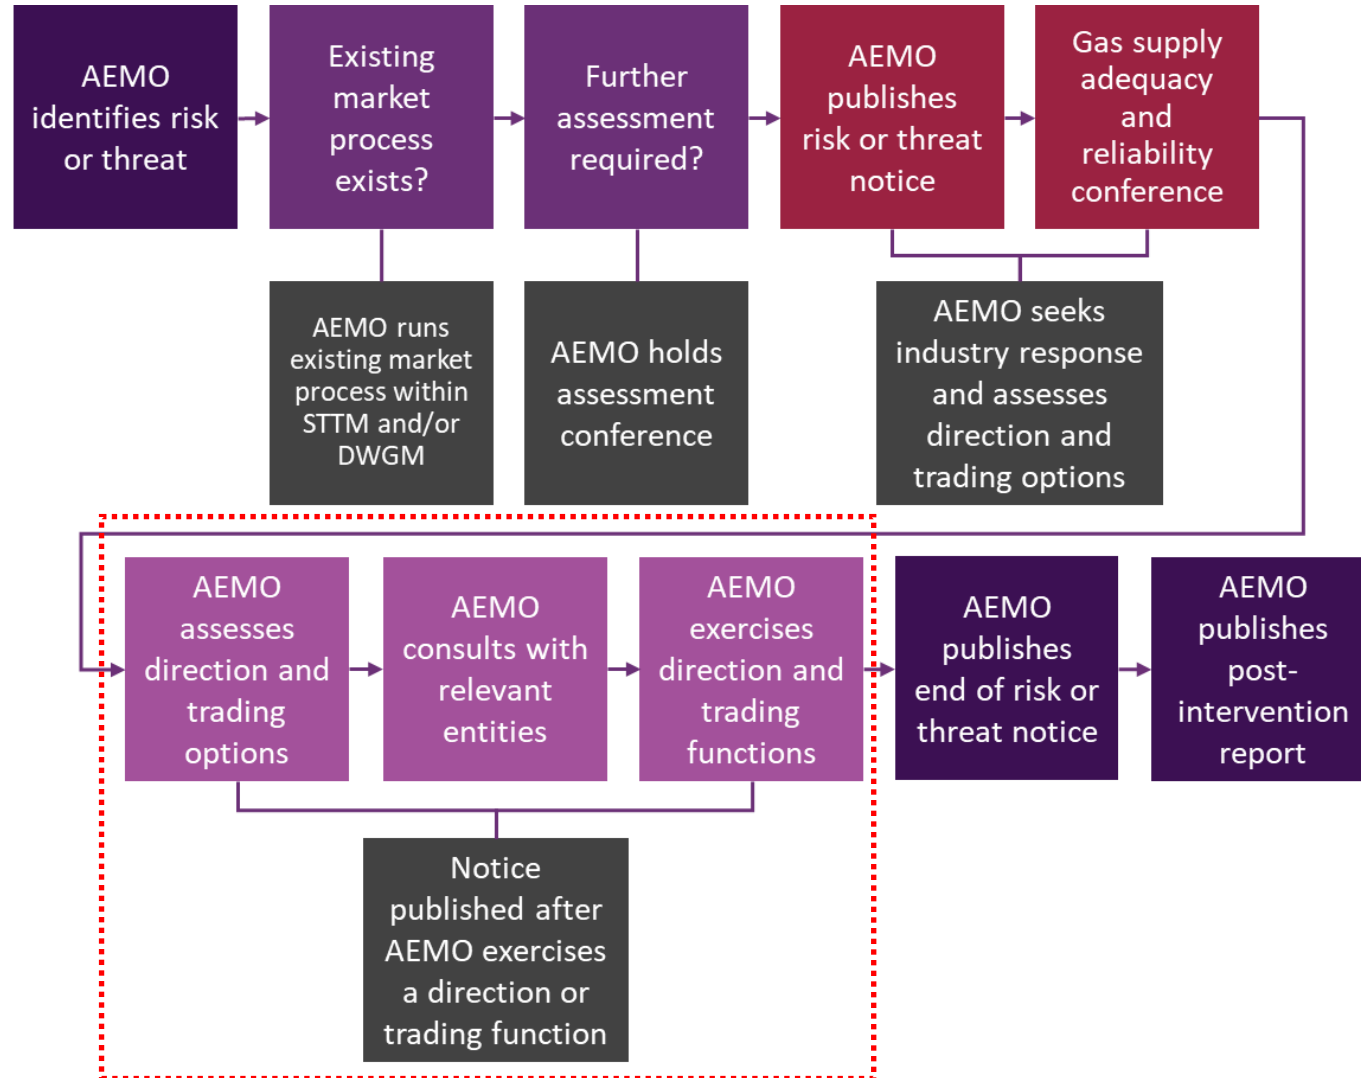 AEMO
identifies risk
or threat
Existing
market
process
exists?
Further
assessment
required?
AEMO
publishes
risk or threat
notice
Gas supply
adequacy
and
reliability
conference
AEMO runs
existing market
process within
STTM and/or
DWGM
AEMO holds
assessment
conference
AEMO seeks
industry response
and assesses
direction and
trading options
AEMO
assesses
direction and
trading
options
AEMO
consults with
relevant
entities
AEMO
exercises
direction and
trading
functions
AEMO
publishes
end of risk or
threat notice
AEMO
publishes
post-
intervention
report
Notice
published after
AEMO exercises
a direction or
trading function